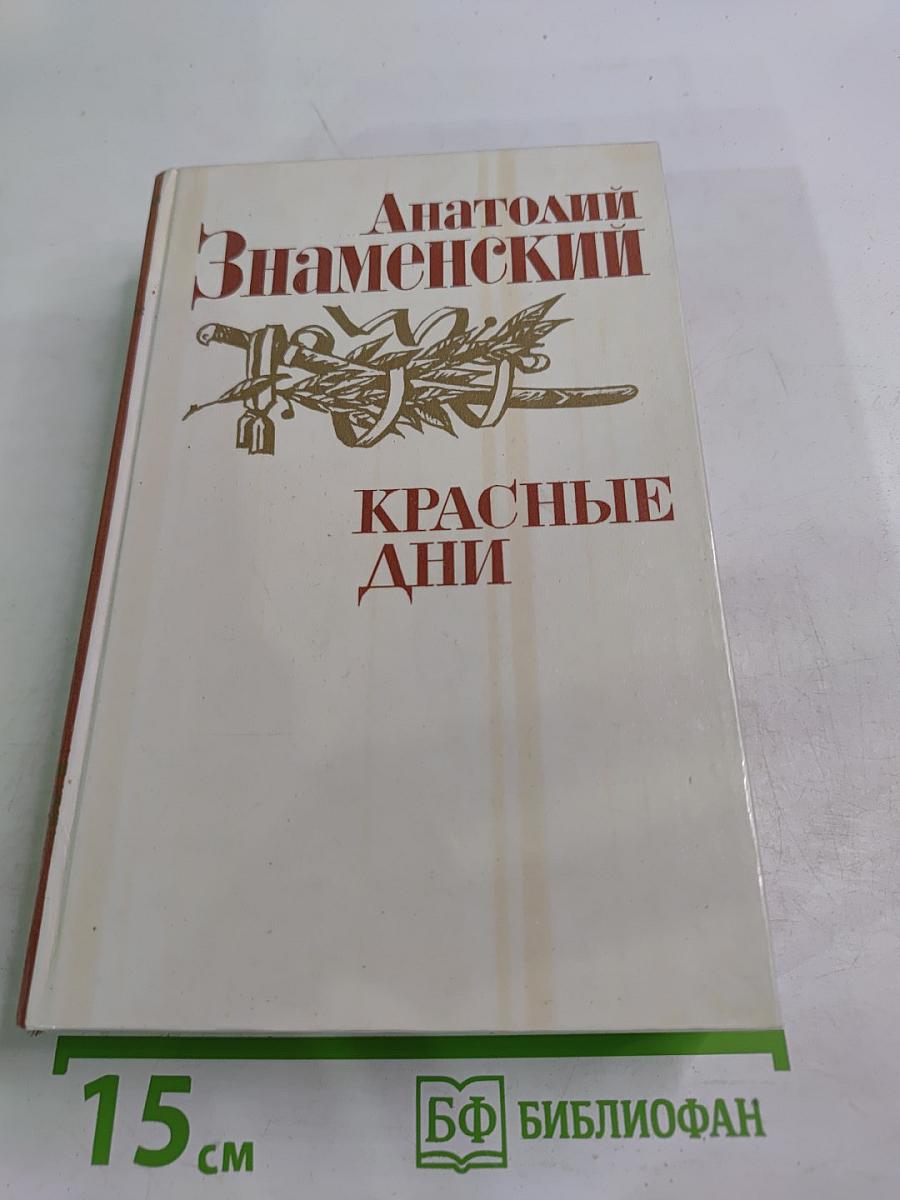 Анатолий
Знаменский
КРАСНЫЕ
ДНИ
15 см
БФ БИБЛИОФАН